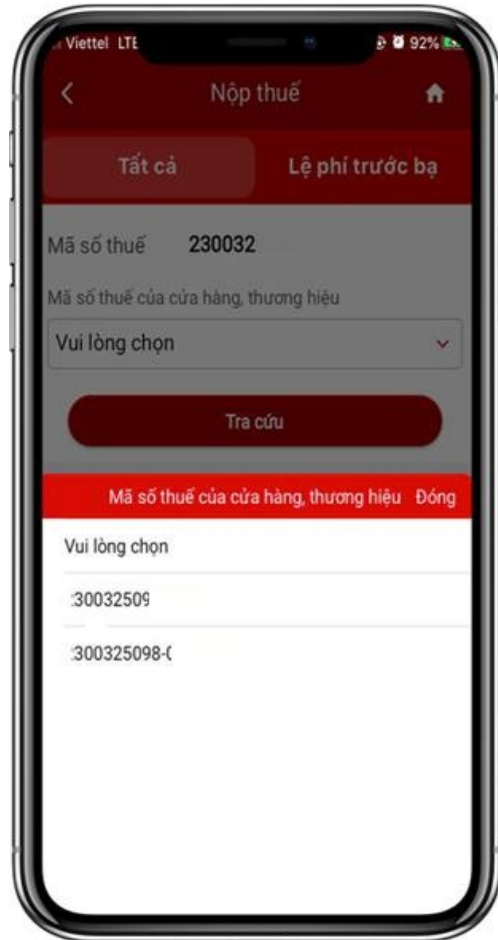 Viettel LTE 92%
Nộp thuế
Tất cả Lệ phí trước bạ
Mã số thuế 230032
Mã số thuế của cửa hàng, thương hiệu
Vui lòng chọn
Tra cứu
Mã số thuế của cửa hàng, thương hiệu Đóng
Vui lòng chọn
30032509
300325098-0